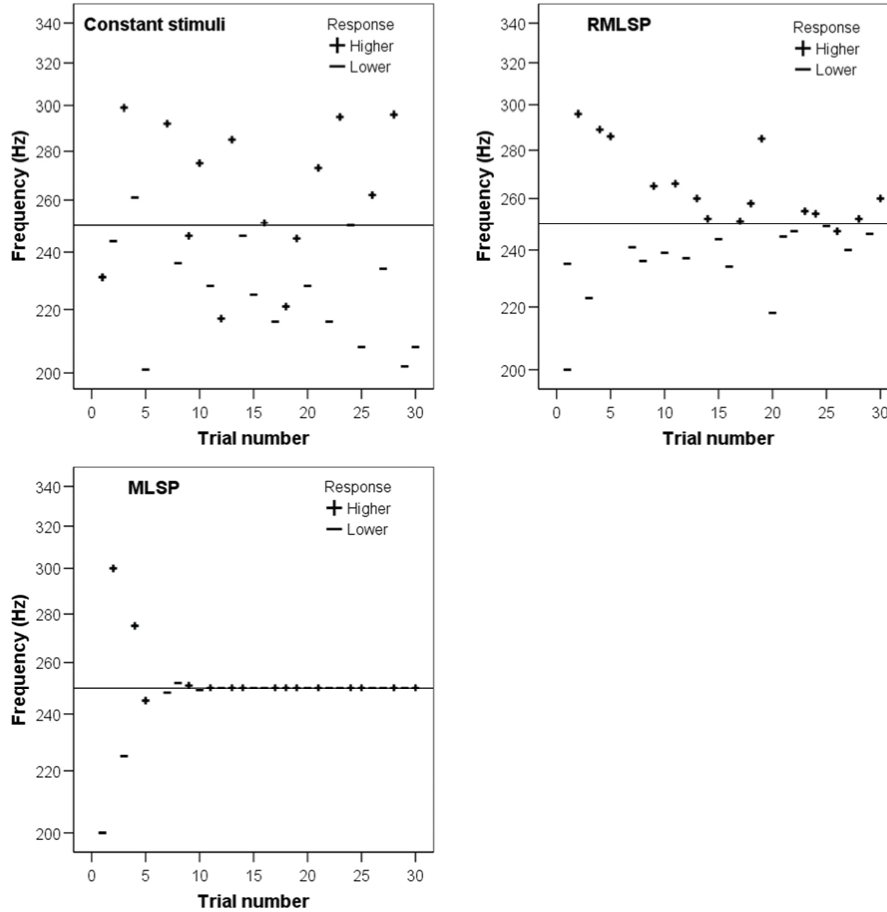 Constant stimuli
Response
+ Higher
− Lower
Frequency (Hz)
340
320
300
280
260
240
220
200
0 5 10 15 20 25 30
Trial number
RMLSP
Response
+ Higher
− Lower
Frequency (Hz)
340
320
300
280
260
240
220
200
0 5 10 15 20 25 30
Trial number
MLSP
Response
+ Higher
− Lower
Frequency (Hz)
340
320
300
280
260
240
220
200
0 5 10 15 20 25 30
Trial number